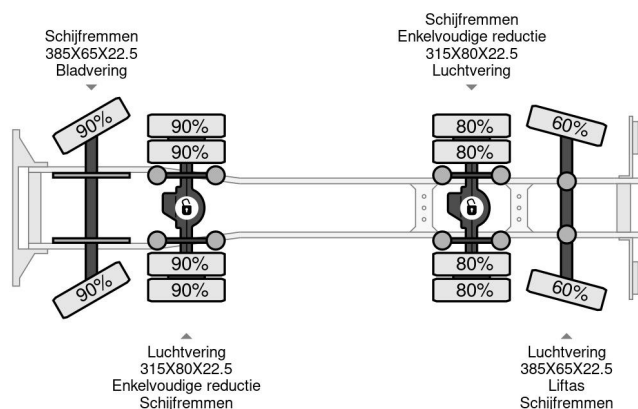 Schijfremmen
385X65X22.5
Bladvering
Schijfremmen
Enkelvoudige reductie
315X80X22.5
Luchtvering
90%
90%
90%
80%
80%
60%
90%
90%
90%
80%
80%
60%
Luchtvering
315X80X22.5
Enkelvoudige reductie
Schijfremmen
Luchtvering
385X65X22.5
Liftas
Schijfremmen